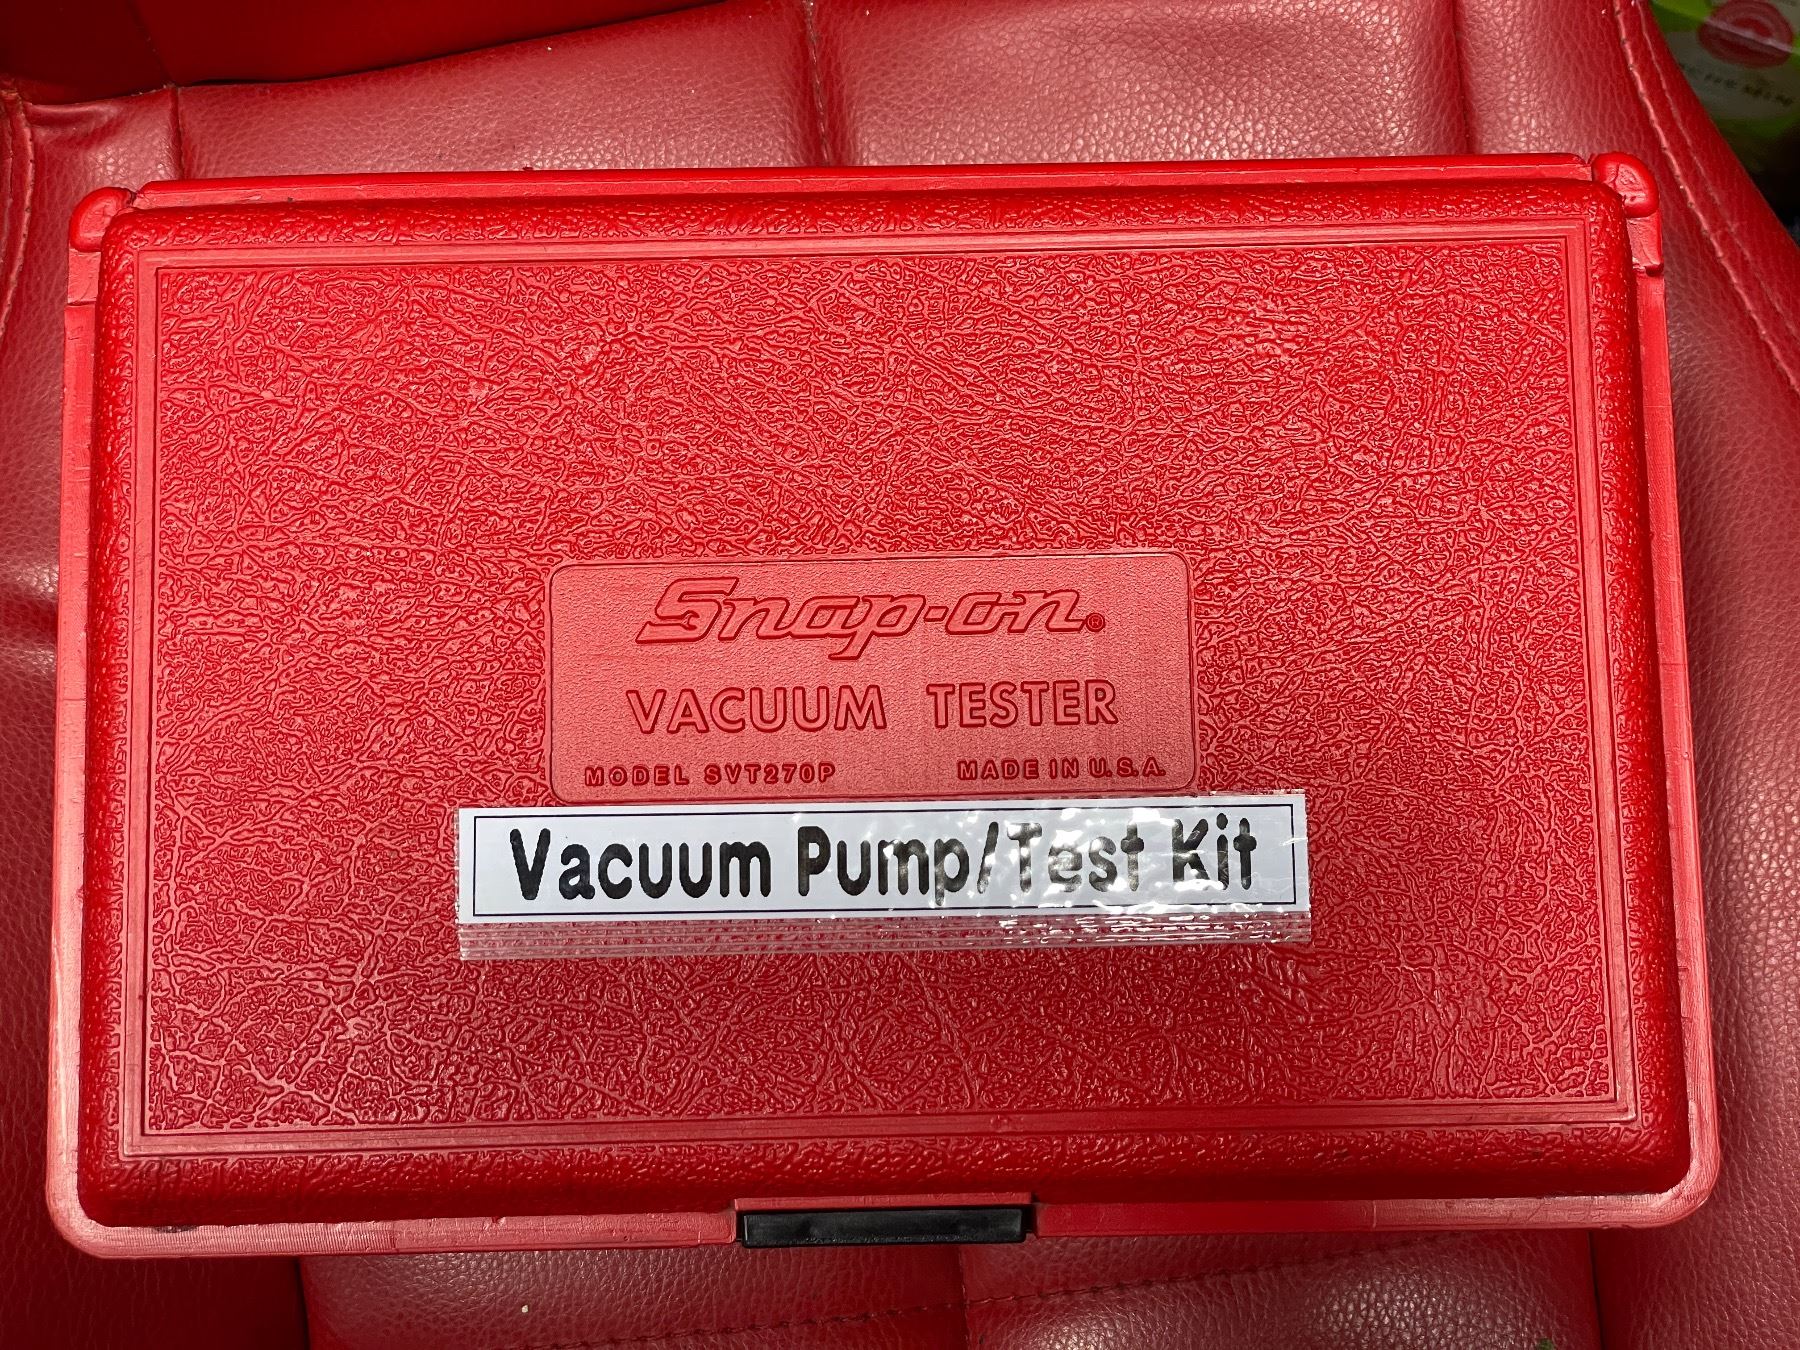 Snap-on®
VACUUM TESTER
MODEL SVT270P MADE IN U.S.A.
Vacuum Pump/Test Kit